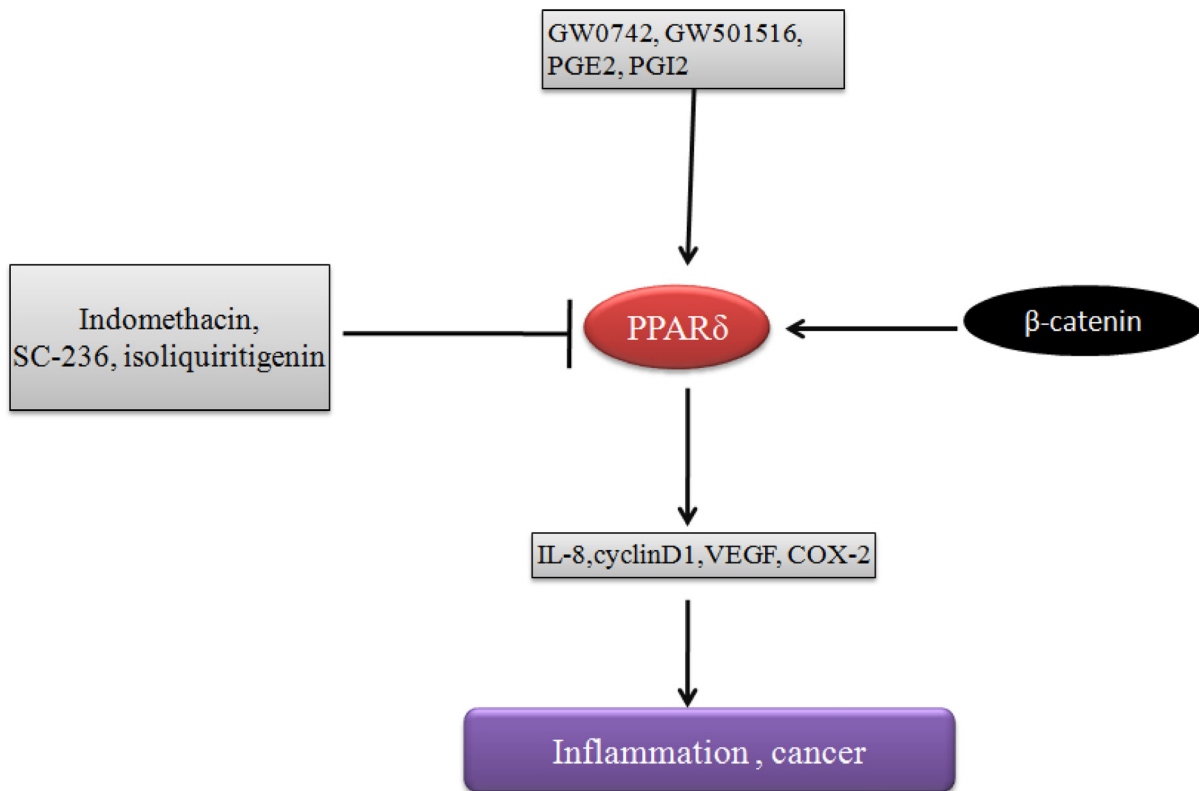 GW0742, GW501516,
PGE2, PGI2
Indomethacin,
SC-236, isoliquiritigenin
PPARδ
β-catenin
IL-8,cyclinD1,VEGF, COX-2
Inflammation , cancer